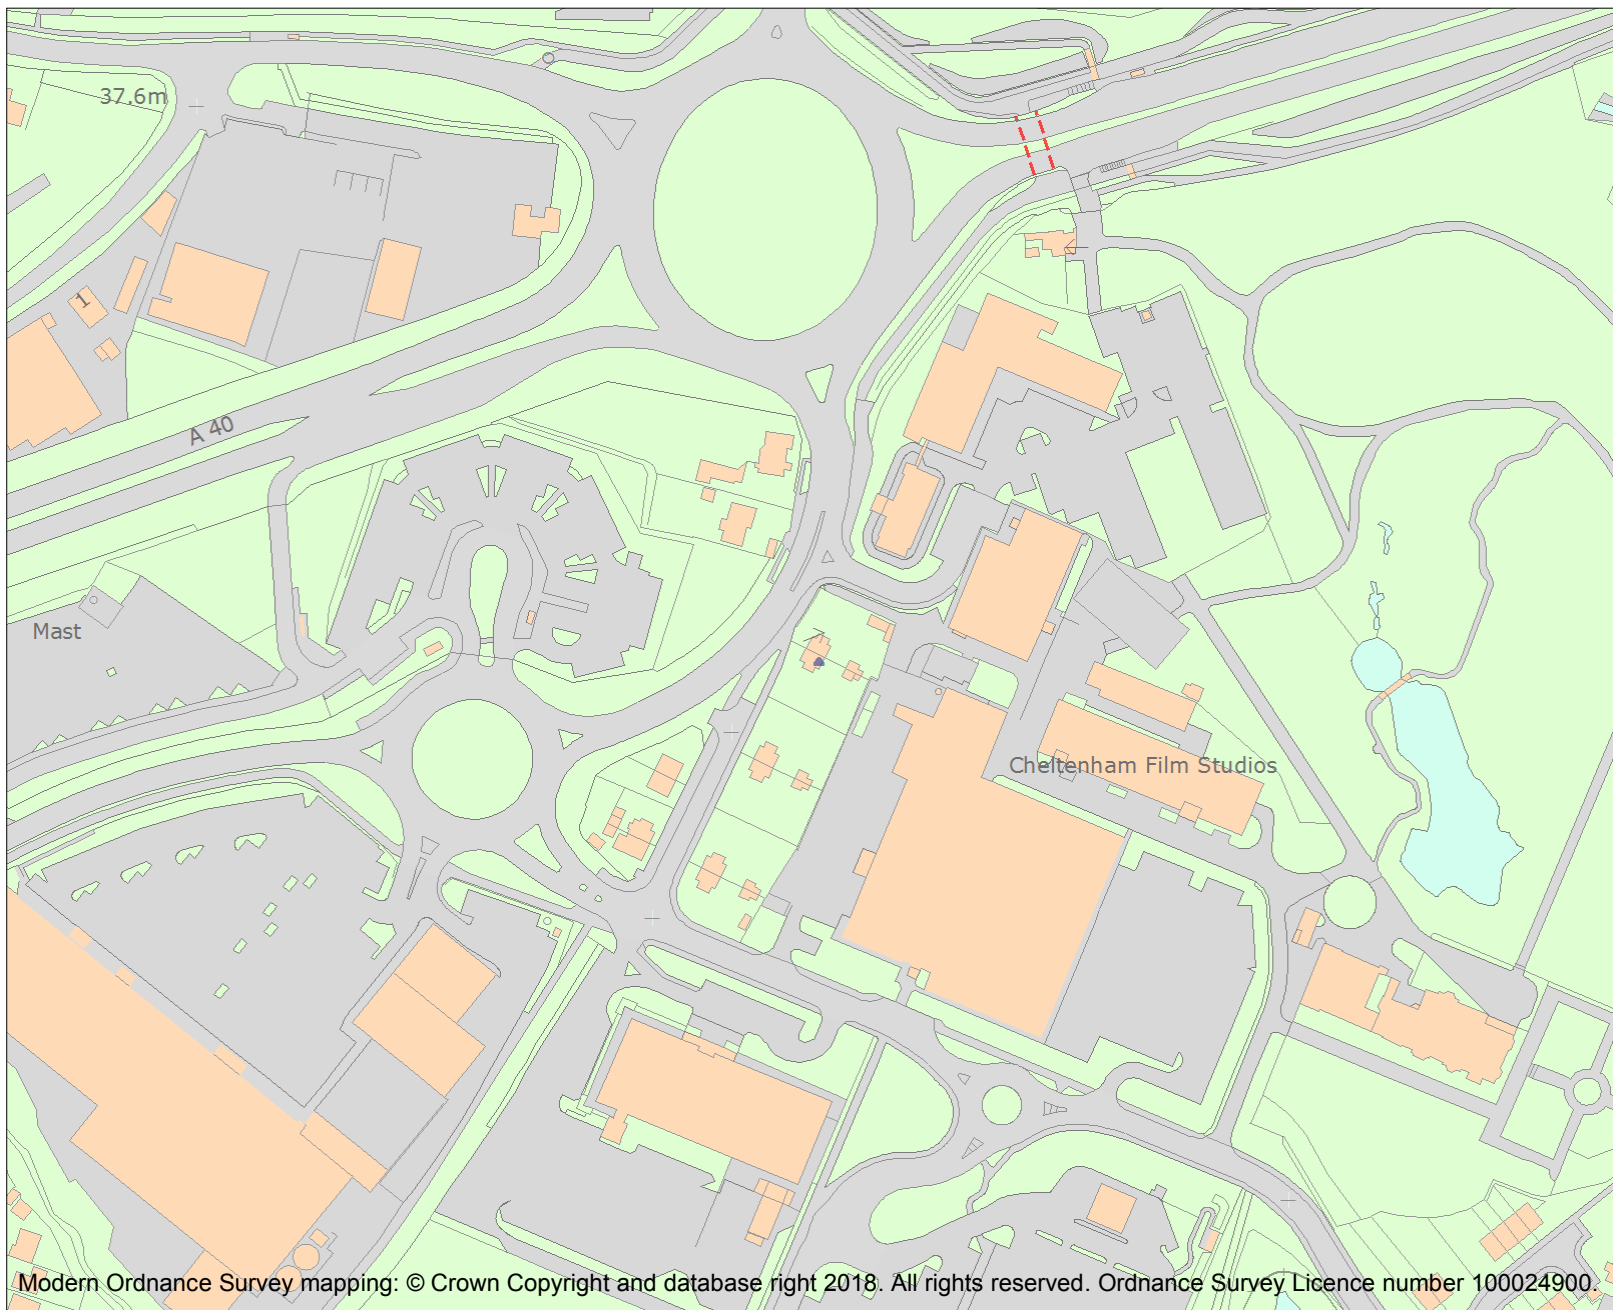 37.6m
1
A 40
Mast
Cheltenham Film Studios
Modern Ordnance Survey mapping: © Crown Copyright and database right 2018. All rights reserved. Ordnance Survey Licence number 100024900.